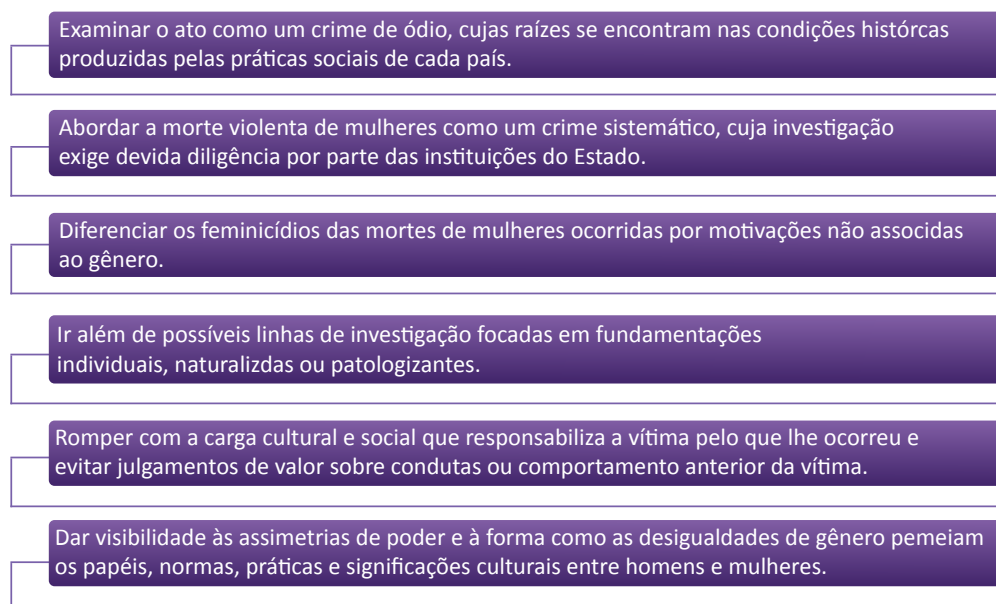 Examinar o ato como um crime de ódio, cujas raízes se encontram nas condições histórcas
produzidas pelas práticas sociais de cada país.
Abordar a morte violenta de mulheres como um crime sistemático, cuja investigação
exige devida diligência por parte das instituições do Estado.
Diferenciar os feminicídios das mortes de mulheres ocorridas por motivações não associdas
ao gênero.
Ir além de possíveis linhas de investigação focadas em fundamentações
individuais, naturalizdas ou patologizantes.
Romper com a carga cultural e social que responsabiliza a vítima pelo que lhe ocorreu e
evitar julgamentos de valor sobre condutas ou comportamento anterior da vítima.
Dar visibilidade às assimetrias de poder e à forma como as desigualdades de gênero pemeiam
os papéis, normas, práticas e significações culturais entre homens e mulheres.